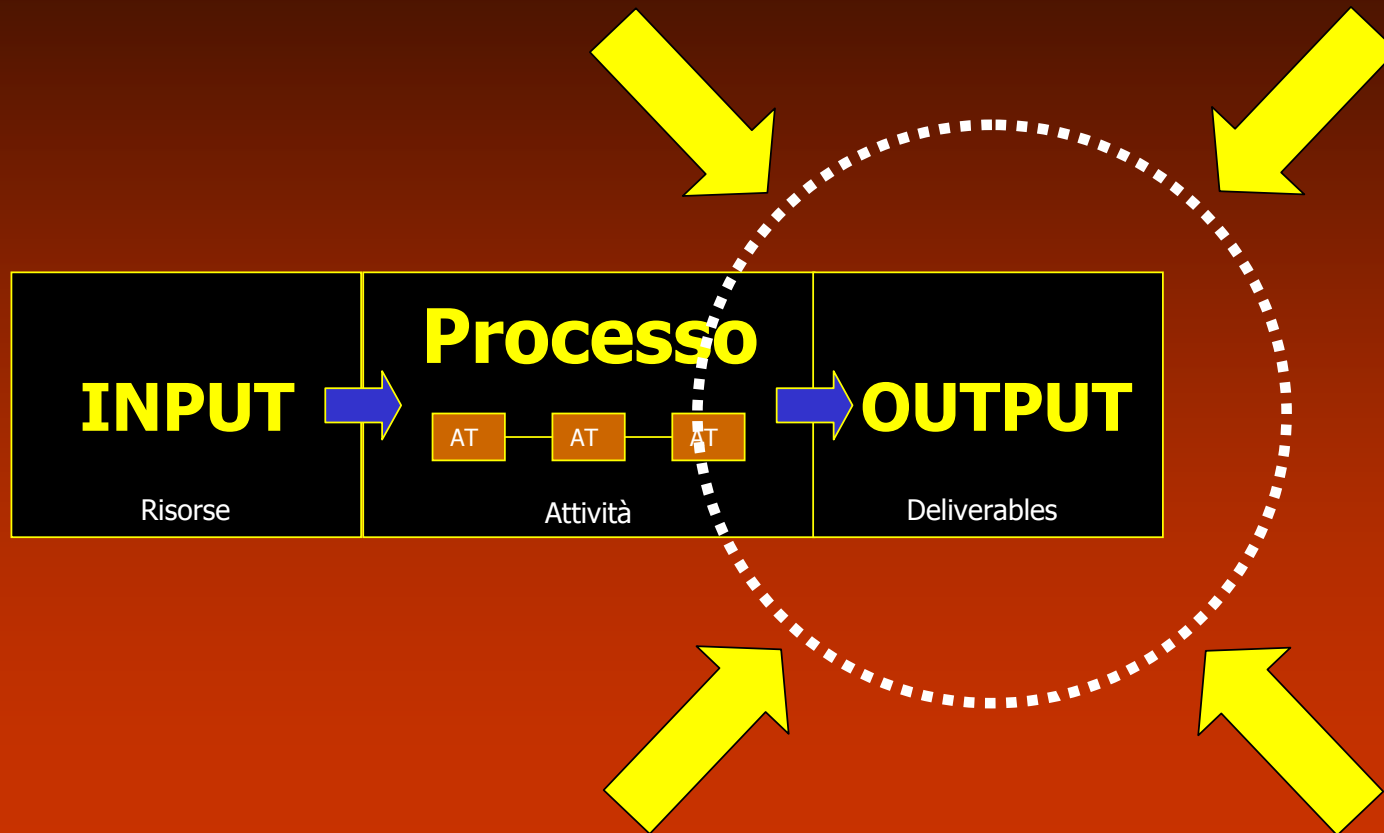 INPUT
Risorse
Processo
AT AT AT
Attività
OUTPUT
Deliverables